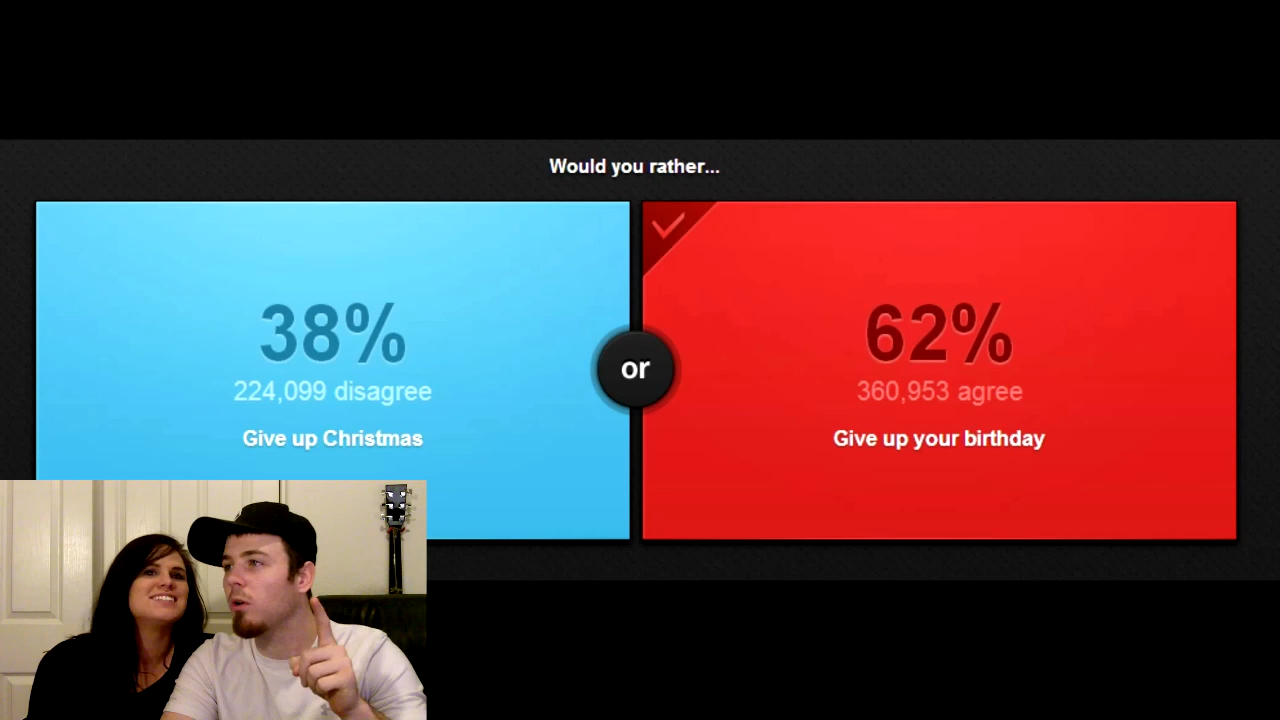 Would you rather...
38%
224,099 disagree
Give up Christmas
or
62%
360,953 agree
Give up your birthday